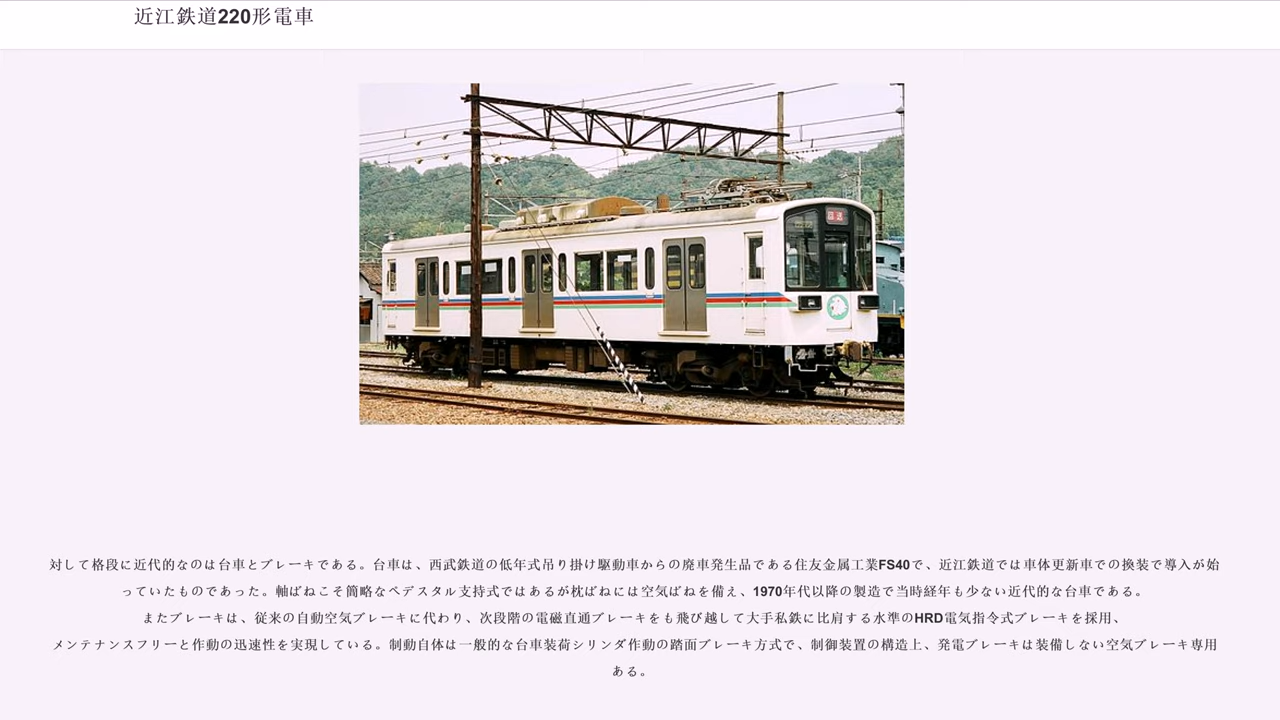 近江鉄道220形電車
回送
対して格段に近代的なのは台車とブレーキである。台車は、西武鉄道の低年式吊り掛け駆動車からの廃車発生品である住友金属工業FS40で、近江鉄道では車体更新車での換装で導入が始
っていたものであった。軸ばねこそ簡略なペデスタル支持式ではあるが枕ばねには空気ばねを備え、1970年代以降の製造で当時経年も少ない近代的な台車である。
またブレーキは、従来の自動空気ブレーキに代わり、次段階の電磁直通ブレーキをも飛び越して大手私鉄に比肩する水準のHRD電気指令式ブレーキを採用、
メンテナンスフリーと作動の迅速性を実現している。制動自体は一般的な台車装荷シリンダ作動の踏面ブレーキ方式で、制御装置の構造上、発電ブレーキは装備しない空気ブレーキ専用
ある。